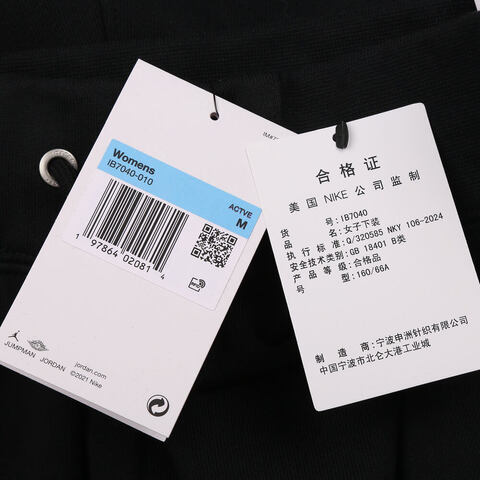 IMAT
Womens
IB7040-010
ACTVE
M
1 97864 02081 4
RFID
JUMPMAN JORDAN
jordan.com
©2021 Nike
合格证
美国 NIKE 公司监制
货 号: IB7040
品 名: 女子下装
执行标准: Q/320585 NKY 106-2024
安全技术类别: GB 18401 B类
产品等级: 合格品
号 型: 160/66A
制 造 商: 宁波申洲针织有限公司
中国宁波市北仑大港工业城